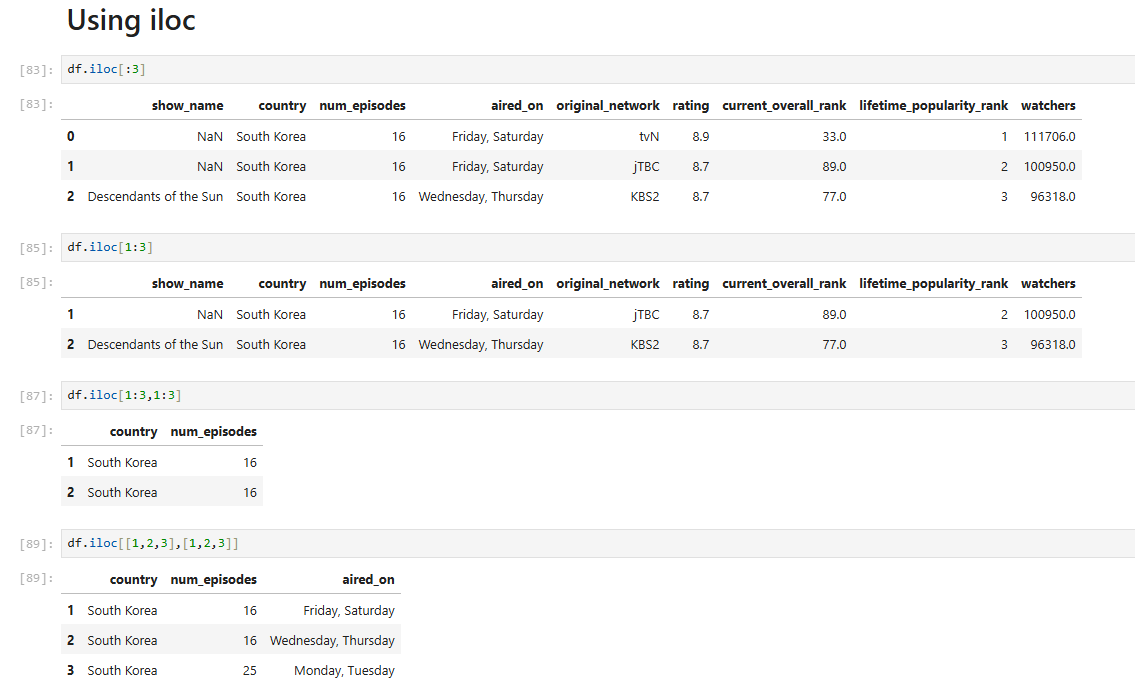 Using iloc
[83]: df.iloc[:3]
[83]: show_name country num_episodes aired_on original_network rating current_overall_rank lifetime_popularity_rank watchers
0 NaN South Korea 16 Friday, Saturday tvN 8.9 33.0 1 111706.0
1 NaN South Korea 16 Friday, Saturday jTBC 8.7 89.0 2 100950.0
2 Descendants of the Sun South Korea 16 Wednesday, Thursday KBS2 8.7 77.0 3 96318.0
[85]: df.iloc[1:3]
[85]: show_name country num_episodes aired_on original_network rating current_overall_rank lifetime_popularity_rank watchers
1 NaN South Korea 16 Friday, Saturday jTBC 8.7 89.0 2 100950.0
2 Descendants of the Sun South Korea 16 Wednesday, Thursday KBS2 8.7 77.0 3 96318.0
[87]: df.iloc[1:3,1:3]
[87]: country num_episodes
1 South Korea 16
2 South Korea 16
[89]: df.iloc[[1,2,3],[1,2,3]]
[89]: country num_episodes aired_on
1 South Korea 16 Friday, Saturday
2 South Korea 16 Wednesday, Thursday
3 South Korea 25 Monday, Tuesday